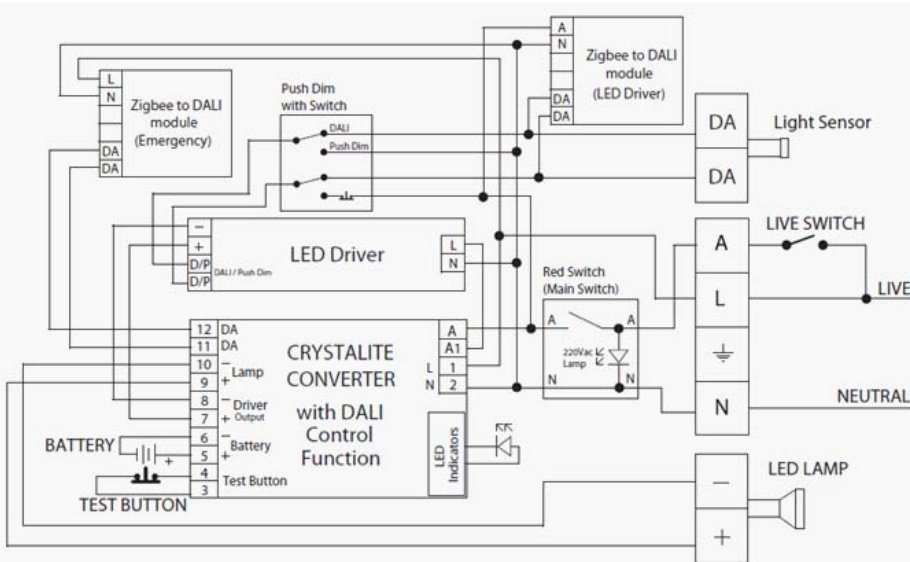 A
N
Zigbee to DALI
module
(LED Driver)
DA
DA
L
N
Zigbee to DALI
module
(Emergency)
DA
DA
Push Dim
with Switch
DALI
Push Dim
DA
Light Sensor
DA
−
+
D/P
D/P
DALI / Push Dim
LED Driver
L
N
A
LIVE SWITCH
L
LIVE
N
NEUTRAL
Red Switch
(Main Switch)
A
A
220Vac
Lamp
N
N
12 DA
11 DA
10 −
9 +
Lamp
8 −
7 +
Driver
Output
6 −
5 +
Battery
4
3
Test Button
CRYSTALITE
CONVERTER
with DALI
Control
Function
A
A1
L 1
N 2
LED
Indicators
BATTERY
+
TEST BUTTON
−
+
LED LAMP